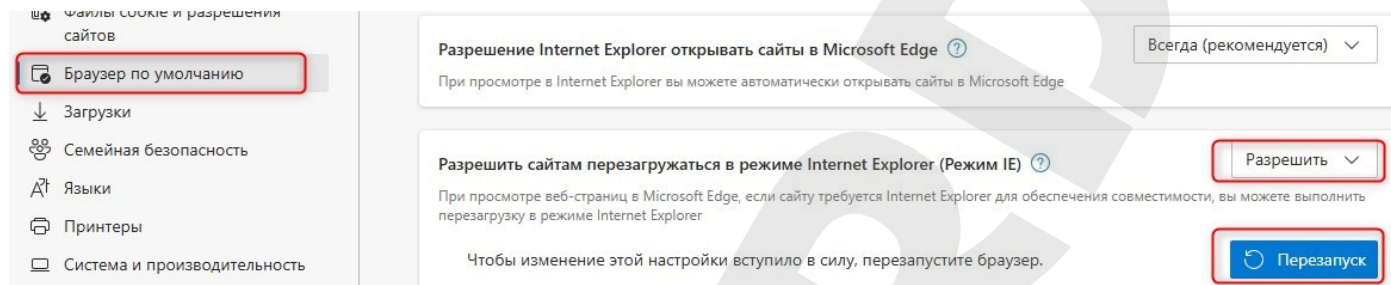 Файлы cookie и разрешения
сайтов
Браузер по умолчанию
Загрузки
Семейная безопасность
Языки
Принтеры
Система и производительность
Разрешение Internet Explorer открывать сайты в Microsoft Edge
Всегда (рекомендуется)
При просмотре в Internet Explorer вы можете автоматически открывать сайты в Microsoft Edge
Разрешить сайтам перезагружаться в режиме Internet Explorer (Режим IE)
Разрешить
При просмотре веб-страниц в Microsoft Edge, если сайту требуется Internet Explorer для обеспечения совместимости, вы можете выполнить
перезагрузку в режиме Internet Explorer
Чтобы изменение этой настройки вступило в силу, перезапустите браузер.
Перезапуск